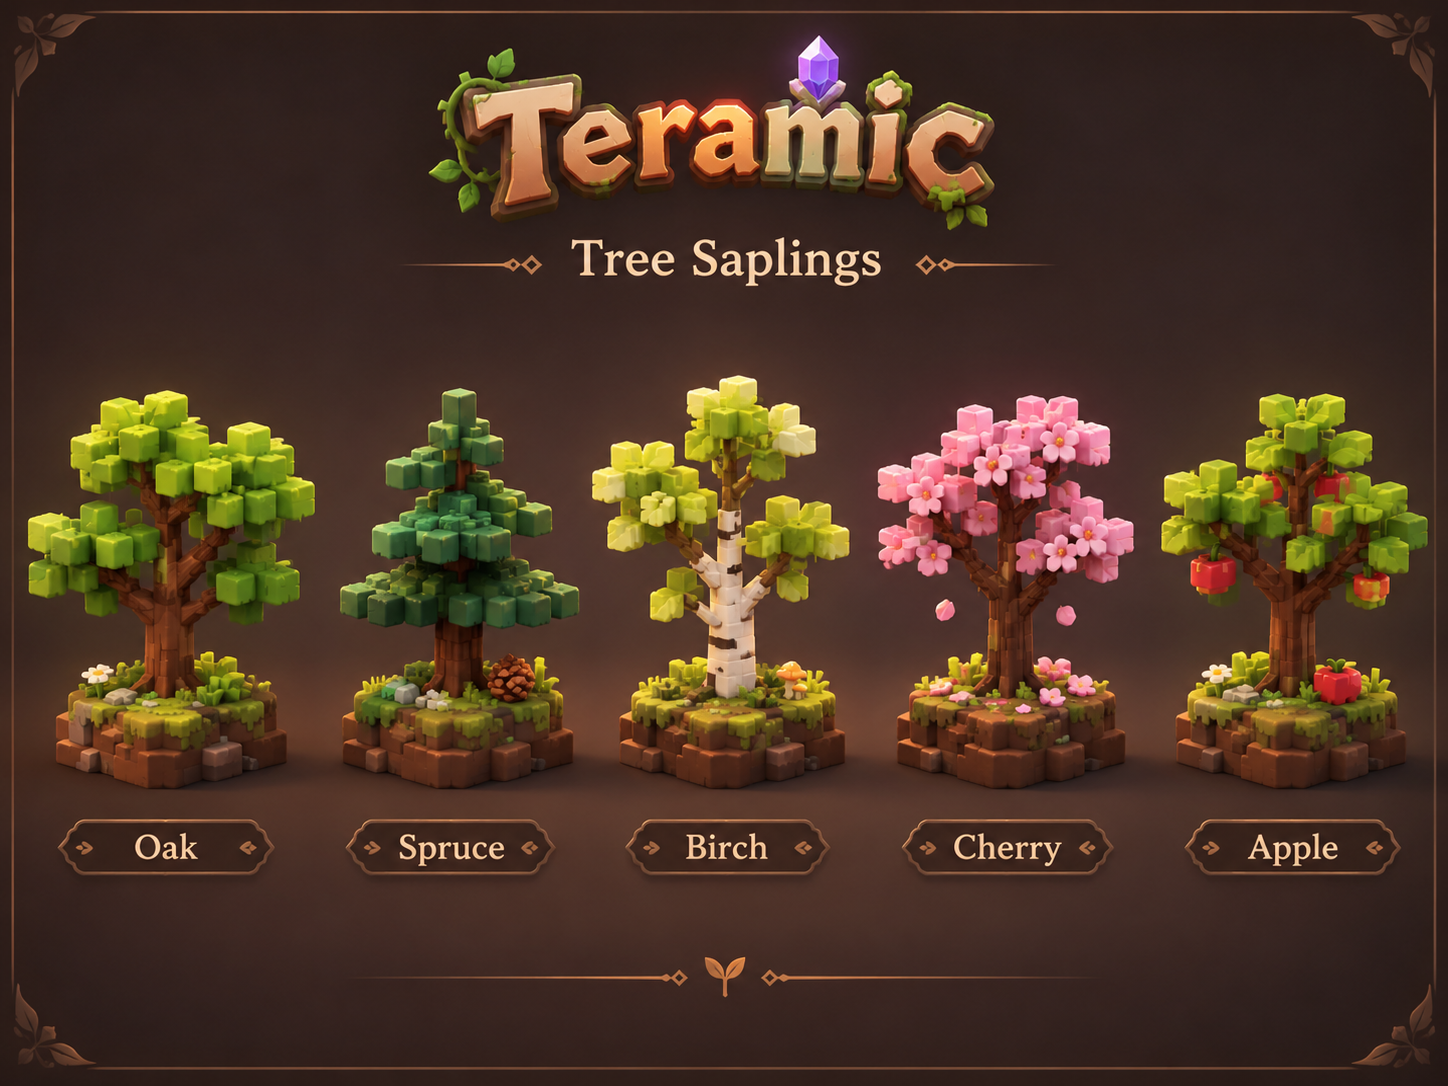 Teramic
Tree Saplings
Oak
Spruce
Birch
Cherry
Apple